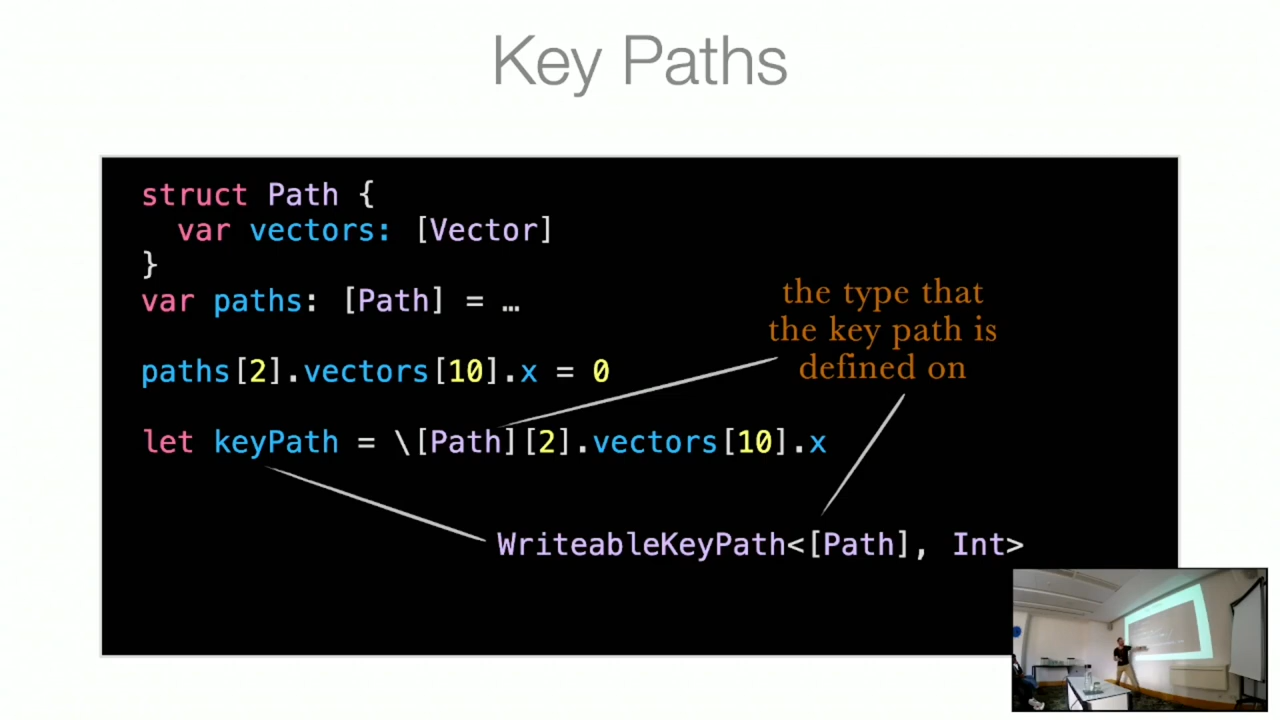 Key Paths
struct Path {
var vectors: [Vector]
}
var paths: [Path] = …
the type that
the key path is
defined on
paths[2].vectors[10].x = 0
let keyPath = \[Path][2].vectors[10].x
WriteableKeyPath<[Path], Int>